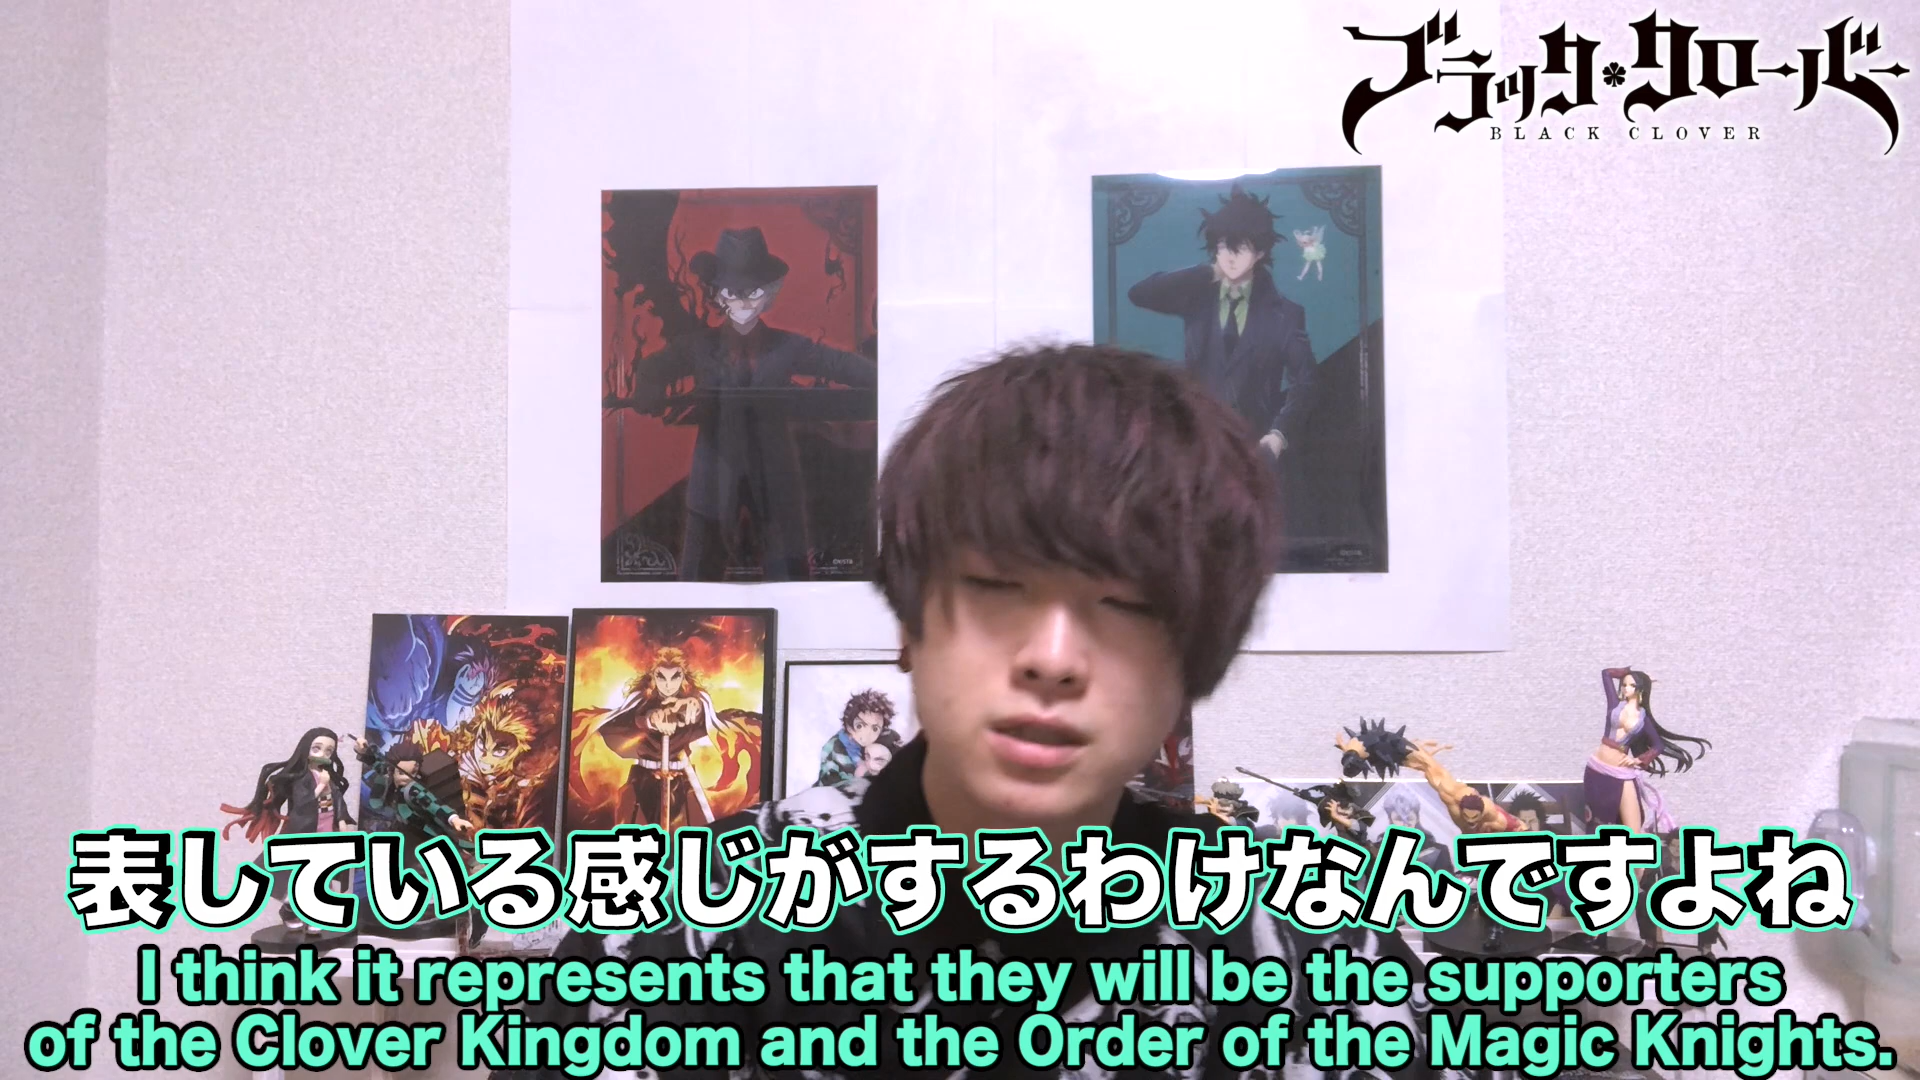 ブラッククローバー
BLACK CLOVER
表している感じがするわけなんですよね
I think it represents that they will be the supporters
of the Clover Kingdom and the Order of the Magic Knights.